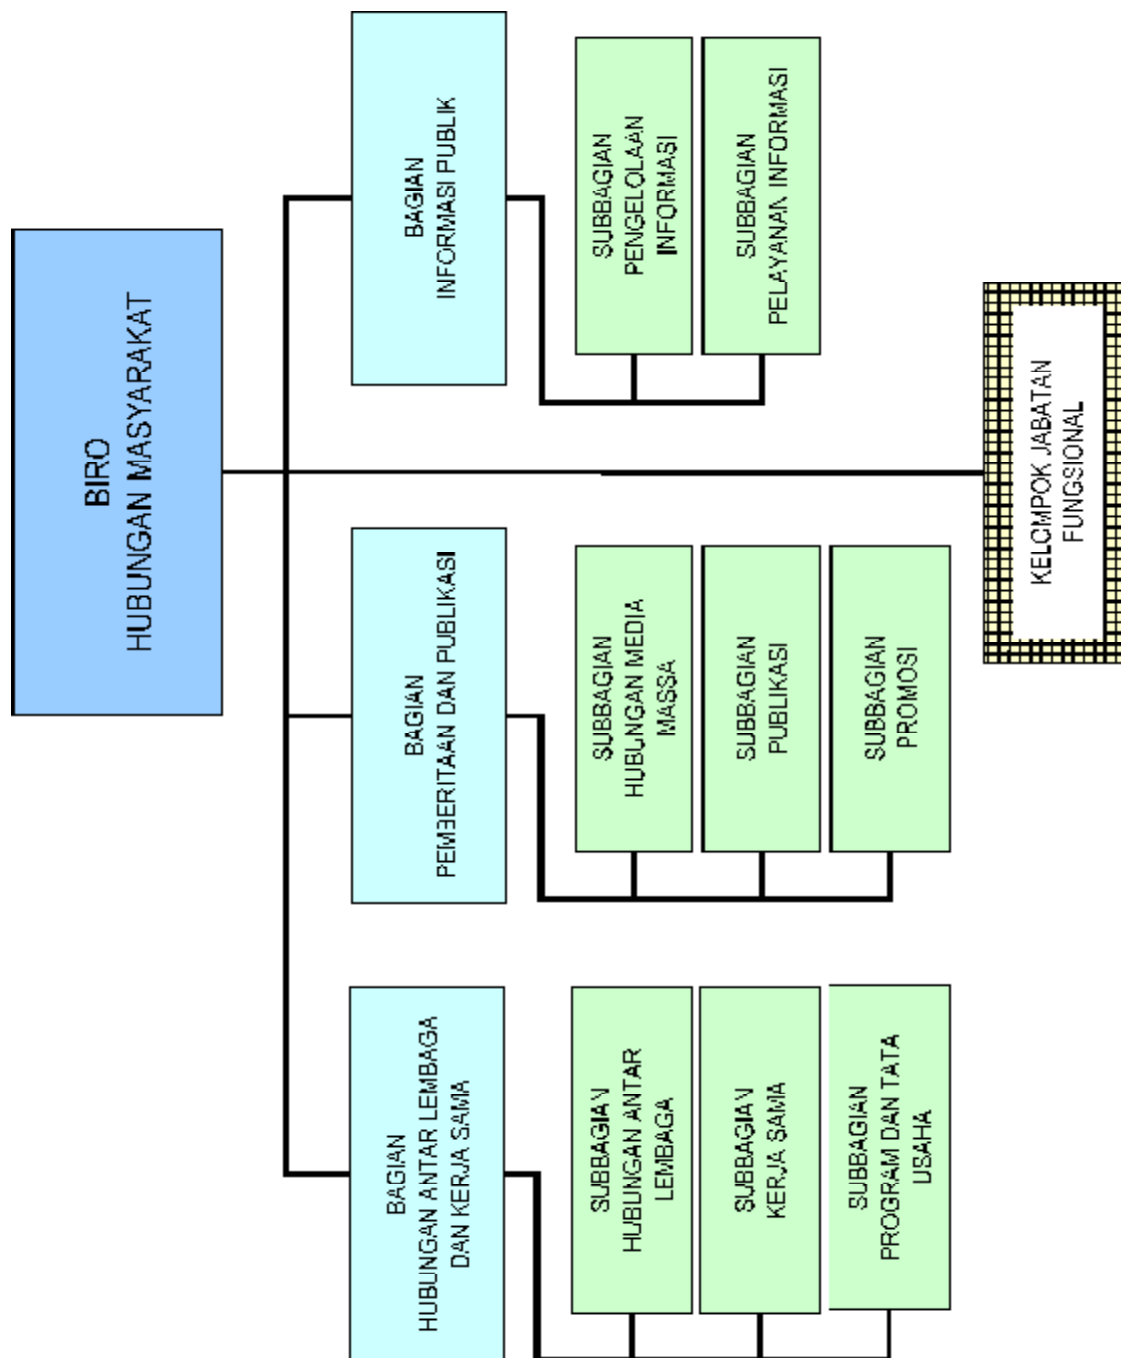 BIRO
HUBUNGAN MASYARAKAT
BAGIAN
HUBUNGAN ANTAR LEMBAGA
DAN KERJA SAMA
BAGIAN
PEMBERITAAN DAN PUBLIKASI
BAGIAN
INFORMASI PUBLIK
SUBBAGIAN
HUBUNGAN ANTAR
LEMBAGA
SUBBAGIAN
KERJA SAMA
SUBBAGIAN
PROGRAM DAN TATA
USAHA
SUBBAGIAN
HUBUNGAN MEDIA
MASSA
SUBBAGIAN
PUBLIKASI
SUBBAGIAN
PROMOSI
SUBBAGIAN
PENGELOLAAN
INFORMASI
SUBBAGIAN
PELAYANAN INFORMASI
KELOMPOK JABATAN
FUNGSIONAL